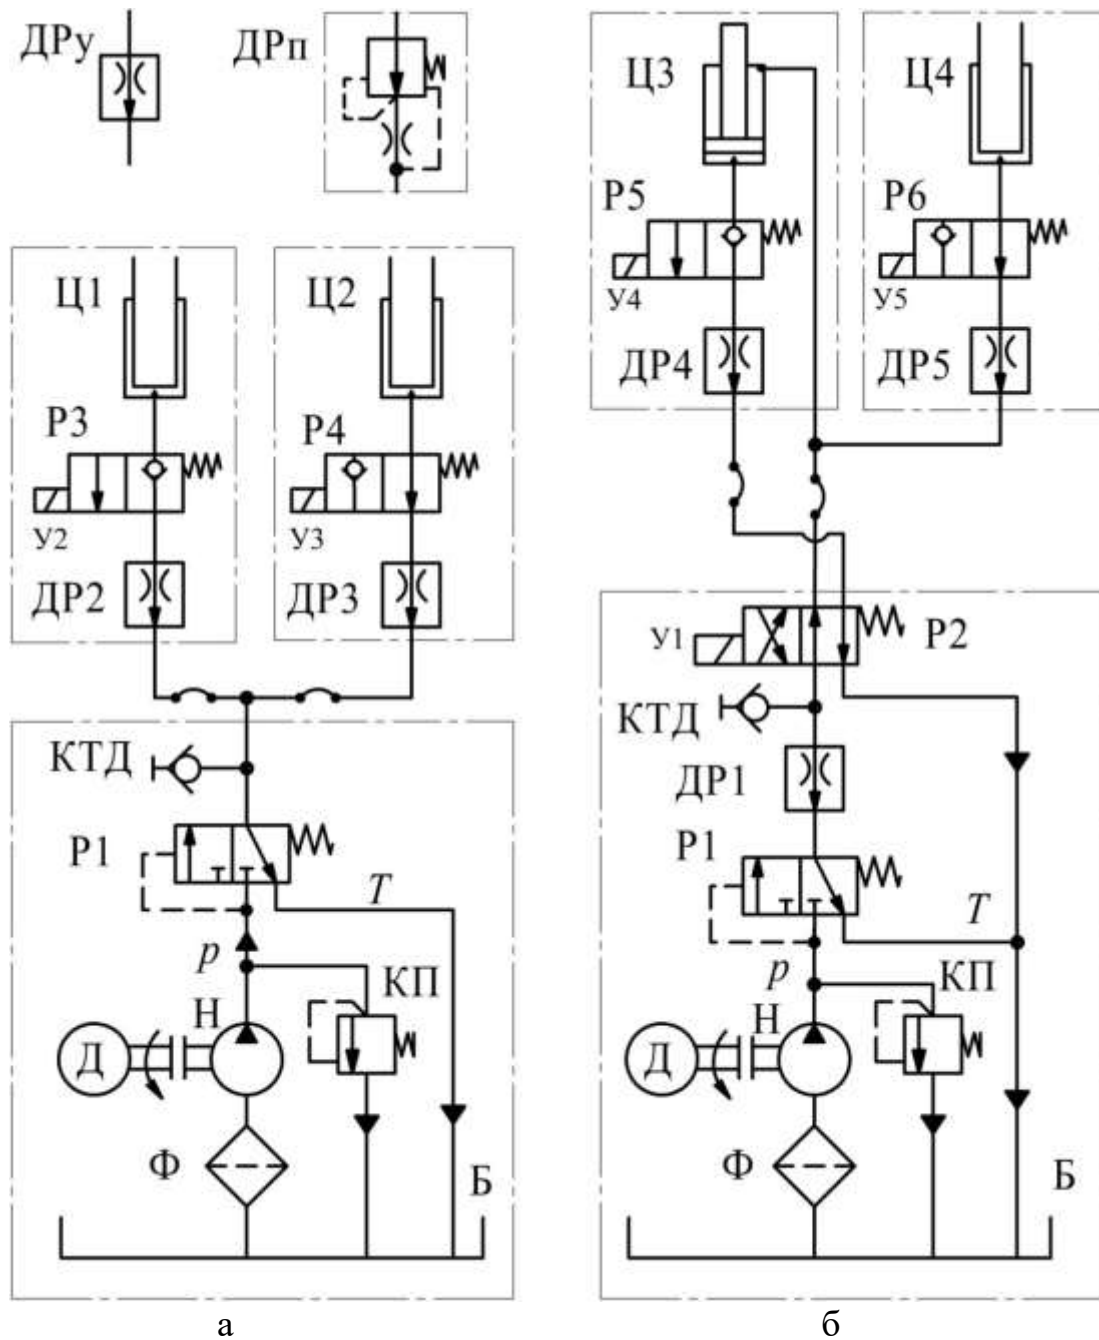 ДРу
ДРп
Ц1
Р3
У2
ДР2
Ц2
Р4
У3
ДР3
КТД
Р1
Т
р
КП
Н
Д
Ф
Б
а
Ц3
Р5
У4
ДР4
Ц4
Р6
У5
ДР5
У1
Р2
КТД
ДР1
Р1
Т
р
КП
Н
Д
Ф
Б
б